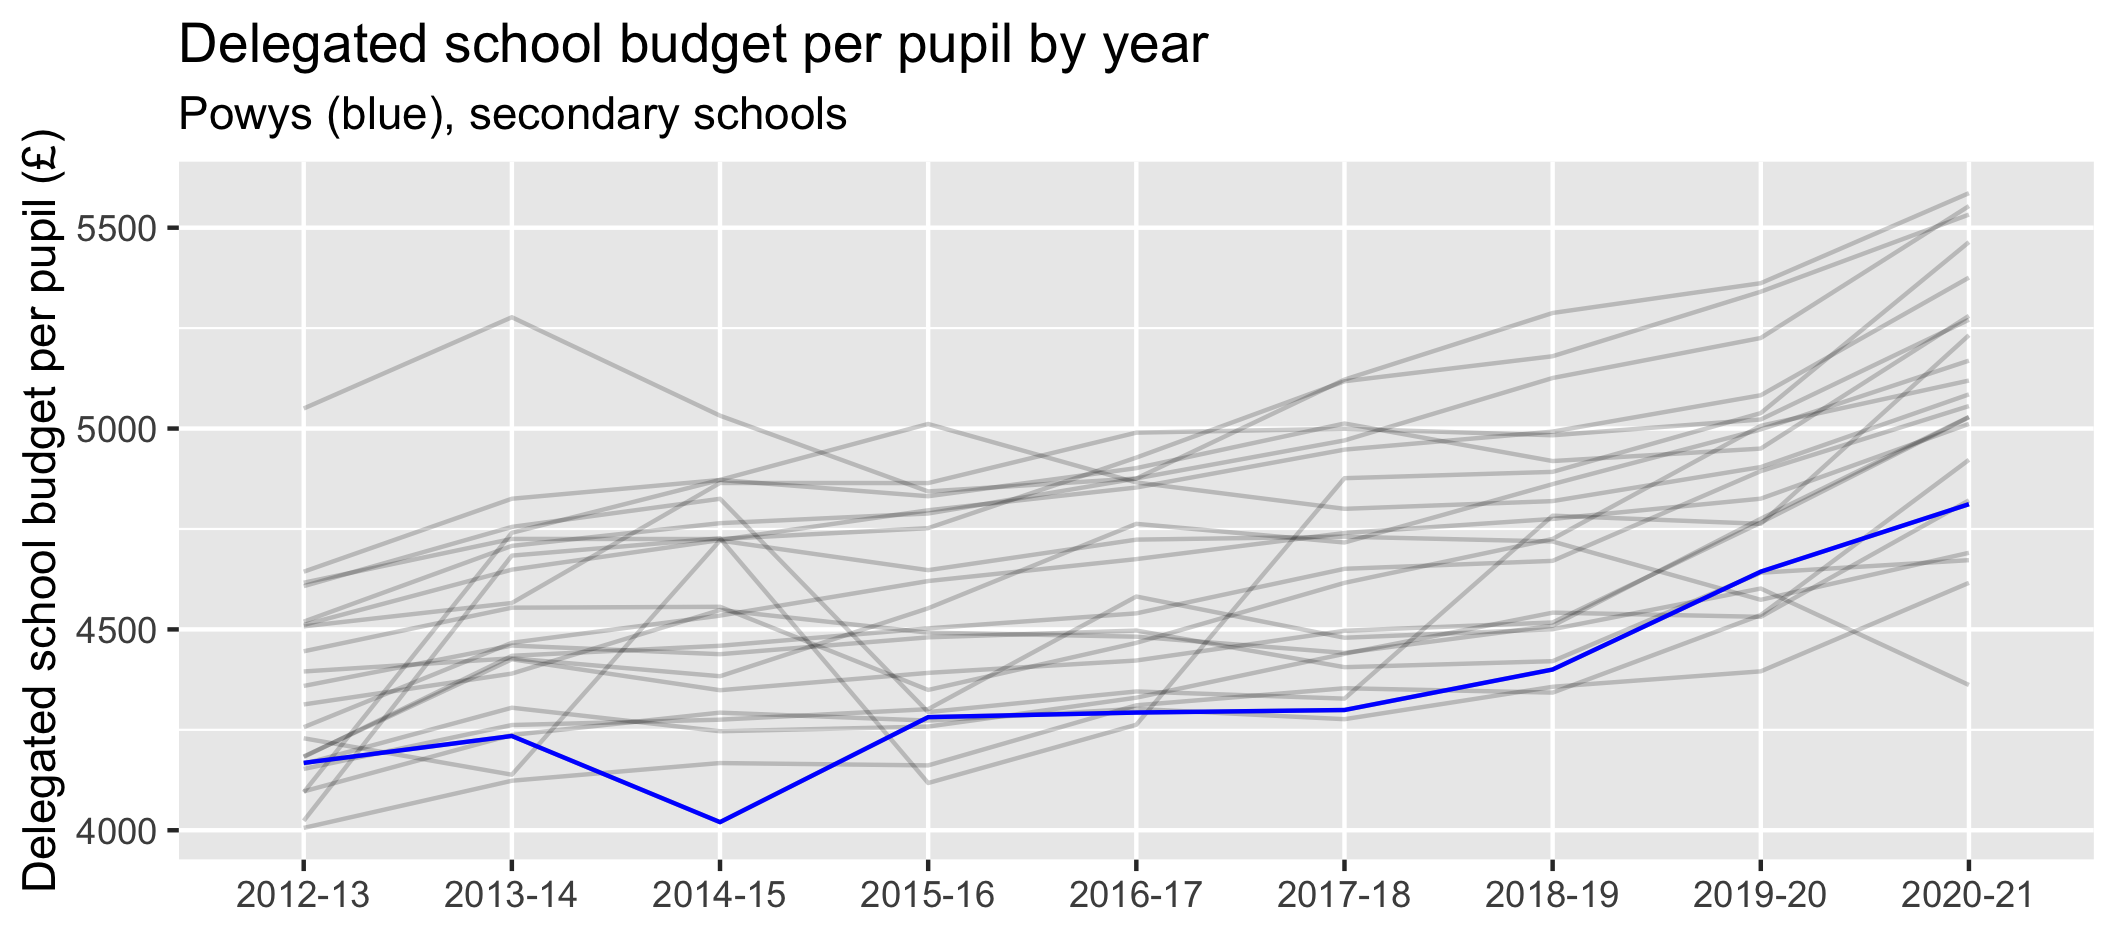 Delegated school budget per pupil by year
Powys (blue), secondary schools
Delegated school budget per pupil (£)
5500
5000
4500
4000
2012-13 2013-14 2014-15 2015-16 2016-17 2017-18 2018-19 2019-20 2020-21